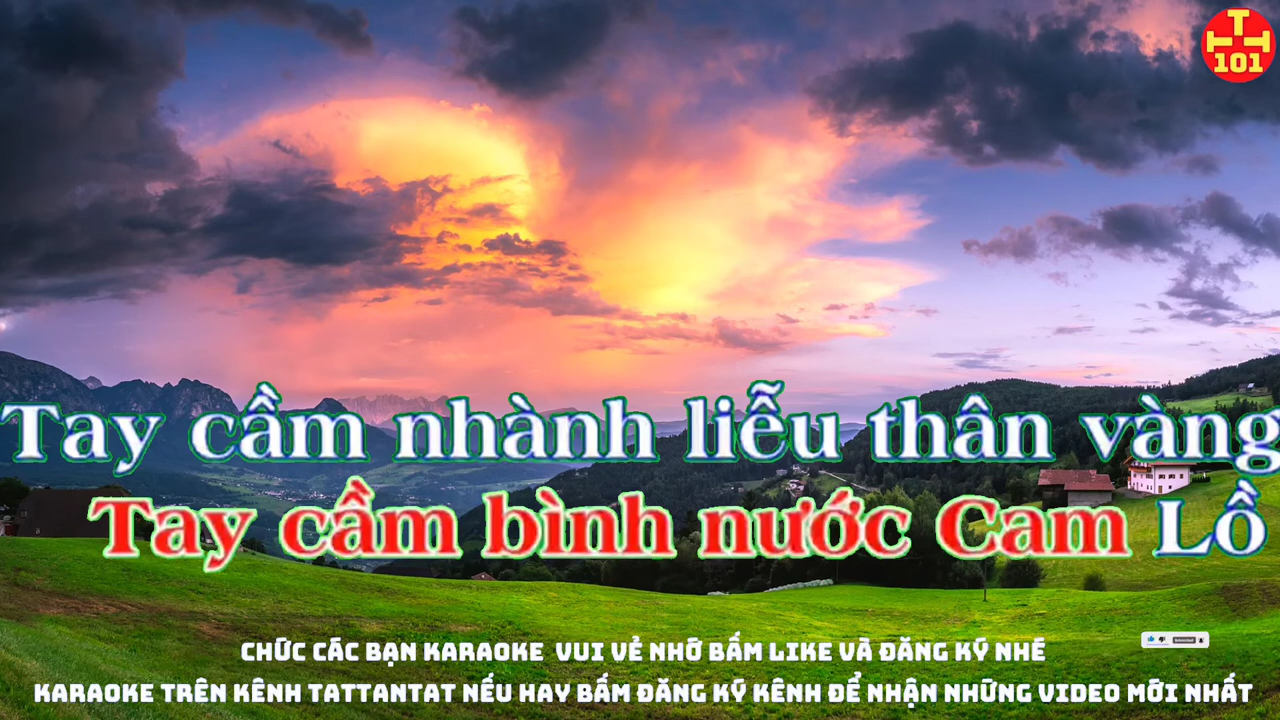 T
T T
101
Tay cầm nhành liễu thân vàng
Tay cầm bình nước Cam Lồ
CHỨC CÁC BẠN KARAOKE VUI VẺ NHỚ BẤM LIKE VÀ ĐĂNG KÝ NHÉ
KARAOKE TRÊN KÊNH TATTANTAT NẾU HAY BẤM ĐĂNG KÝ KÊNH ĐỂ NHẬN NHỮNG VIDEO MỚI NHẤT